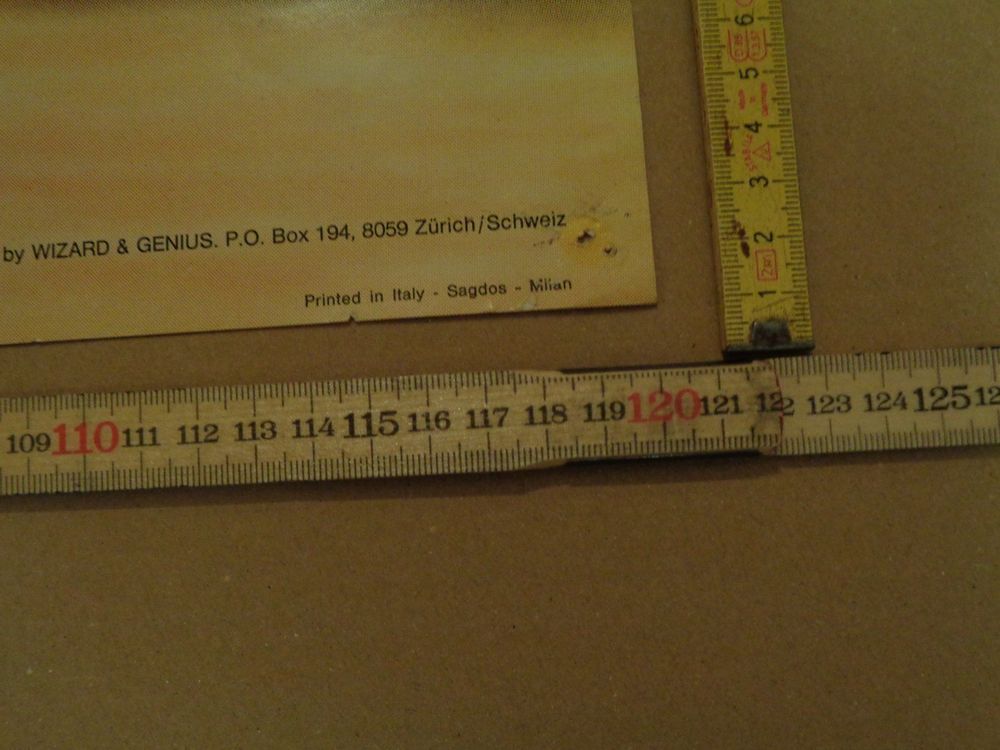 by WIZARD & GENIUS. P.O. Box 194, 8059 Zürich/Schweiz
Printed in Italy - Sagdos - Milan
6
5
4
3
2
1
109 110 111 112 113 114 115 116 117 118 119 120 121 122 123 124 125 12